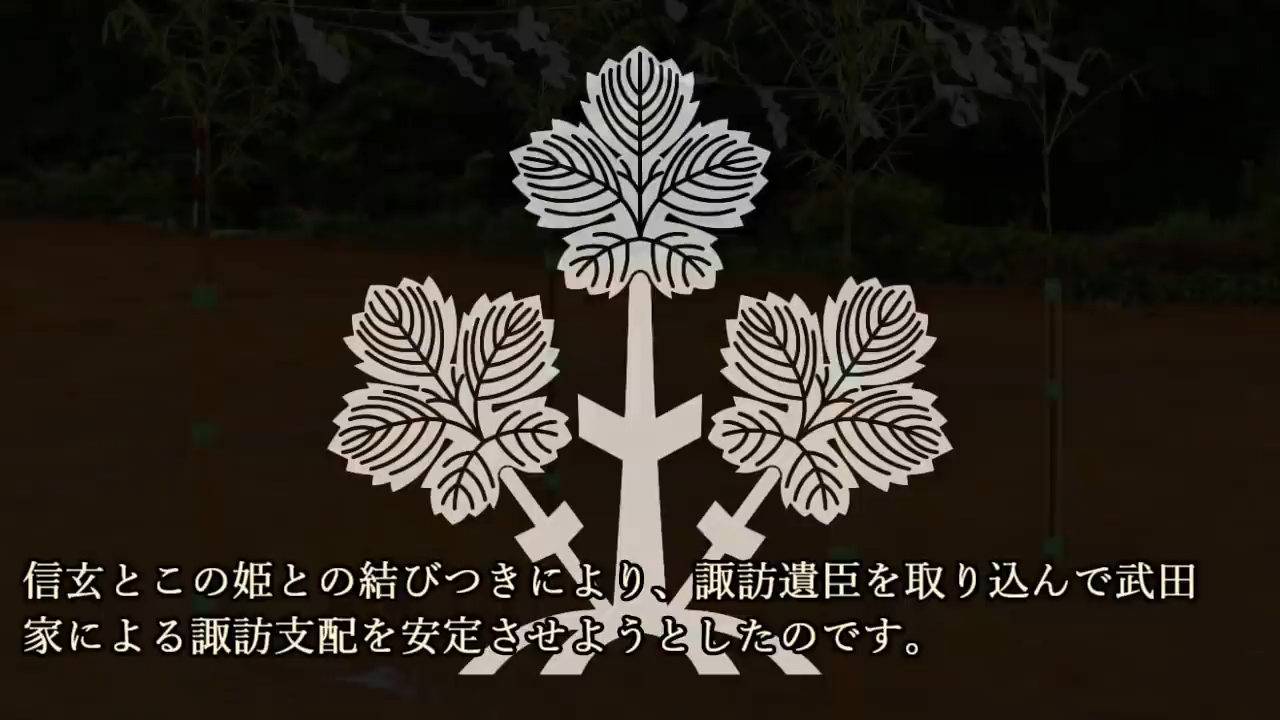 信玄とこの姫との結びつきにより、諏訪遺臣を取り込んで武田
家による諏訪支配を安定させようとしたのです。